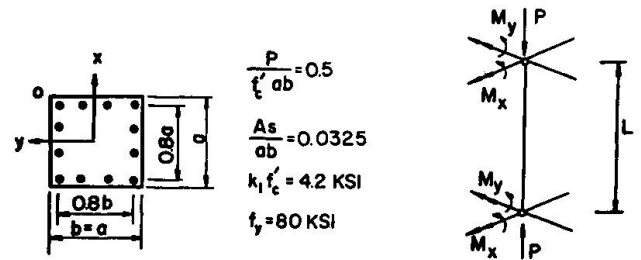 x
o
y
0.8a
a
0.8b
b=a
P / f'c ab = 0.5
As / ab = 0.0325
k1 f'c = 4.2 KSI
fy = 80 KSI
My P
Mx
L
My
Mx P